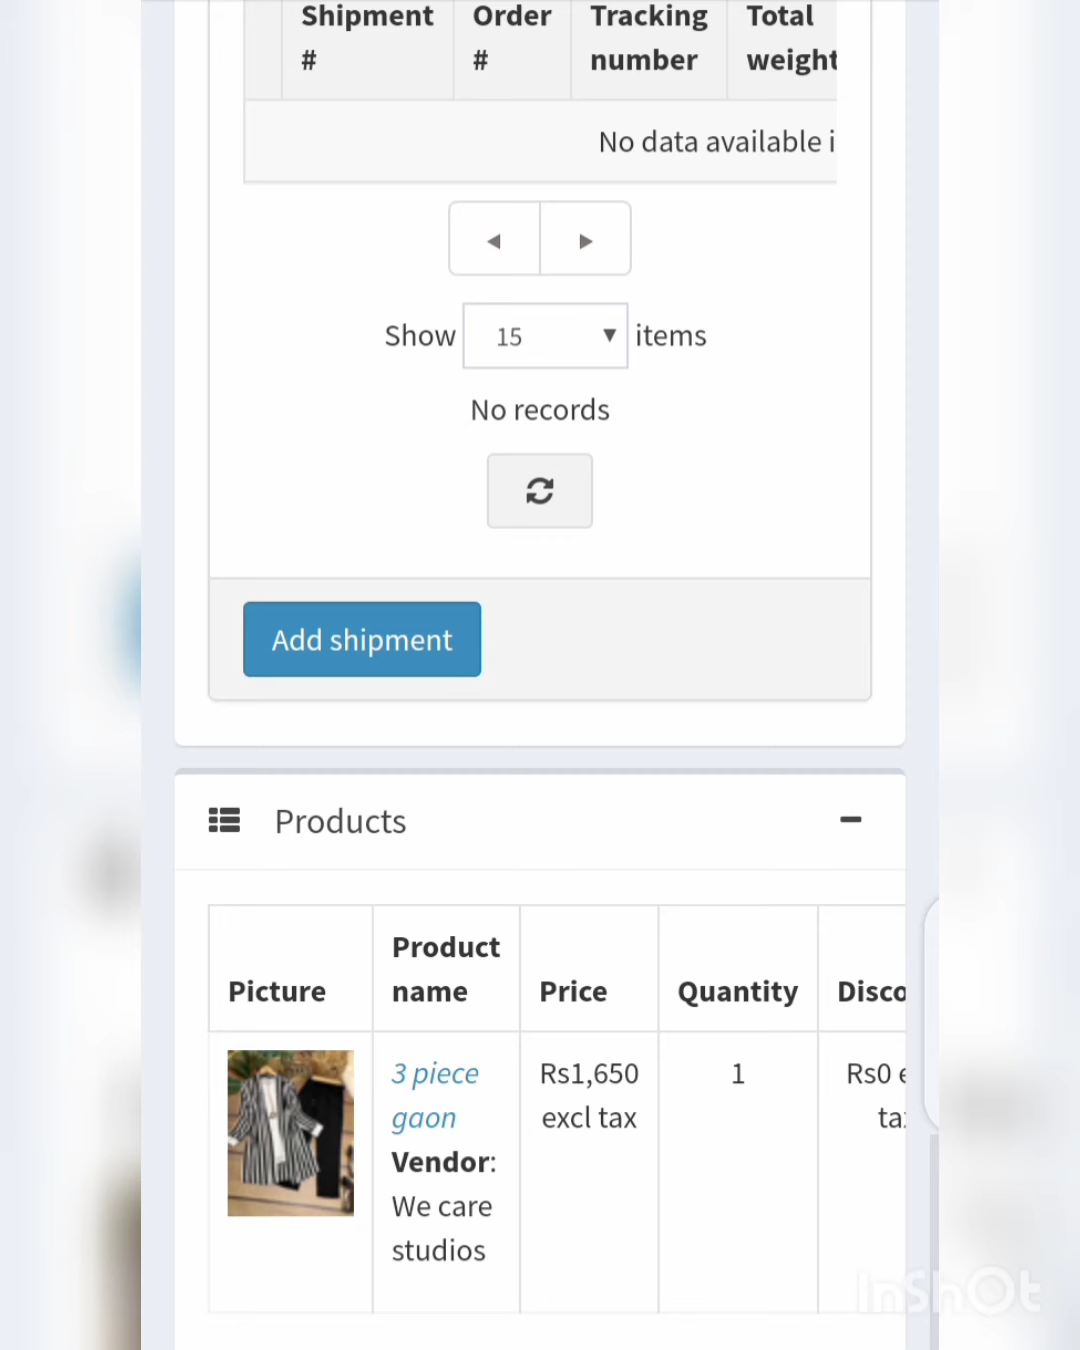 Shipment # Order # Tracking number Total weight
No data available i
Show 15 items
No records
Add shipment
Products
Picture Product name Price Quantity Disco
3 piece gaon Rs1,650 excl tax 1 Rs0 e
Vendor:
We care
studios
InShOt